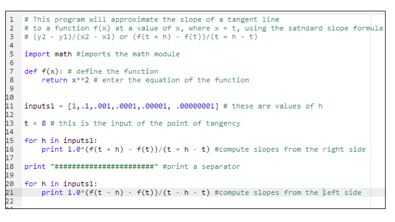 1 # This program will approximate the slope of a tangent line
2 # to a function f(x) at a value of x, where x = t, using the satndard slope formula
3 # (y2 - y1)/(x2 - x1) or (f(t + h) - f(t))/(t + h - t)
4
5 import math #imports the math module
6
7 def f(x): # define the function
8 return x**2 # enter the equation of the function
9
10
11 inputs1 = [1,.1,.001,.0001,.00001, .00000001] # these are values of h
12
13 t = 8 # this is the input of the point of tangency
14
15 for h in inputs1:
16 print 1.0*(f(t + h) - f(t))/(t + h - t) #compute slopes from the right side
17
18 print "#######################" #print a separator
19
20 for h in inputs1:
21 print 1.0*(f(t - h) - f(t))/(t - h - t) #compute slopes from the left side
22